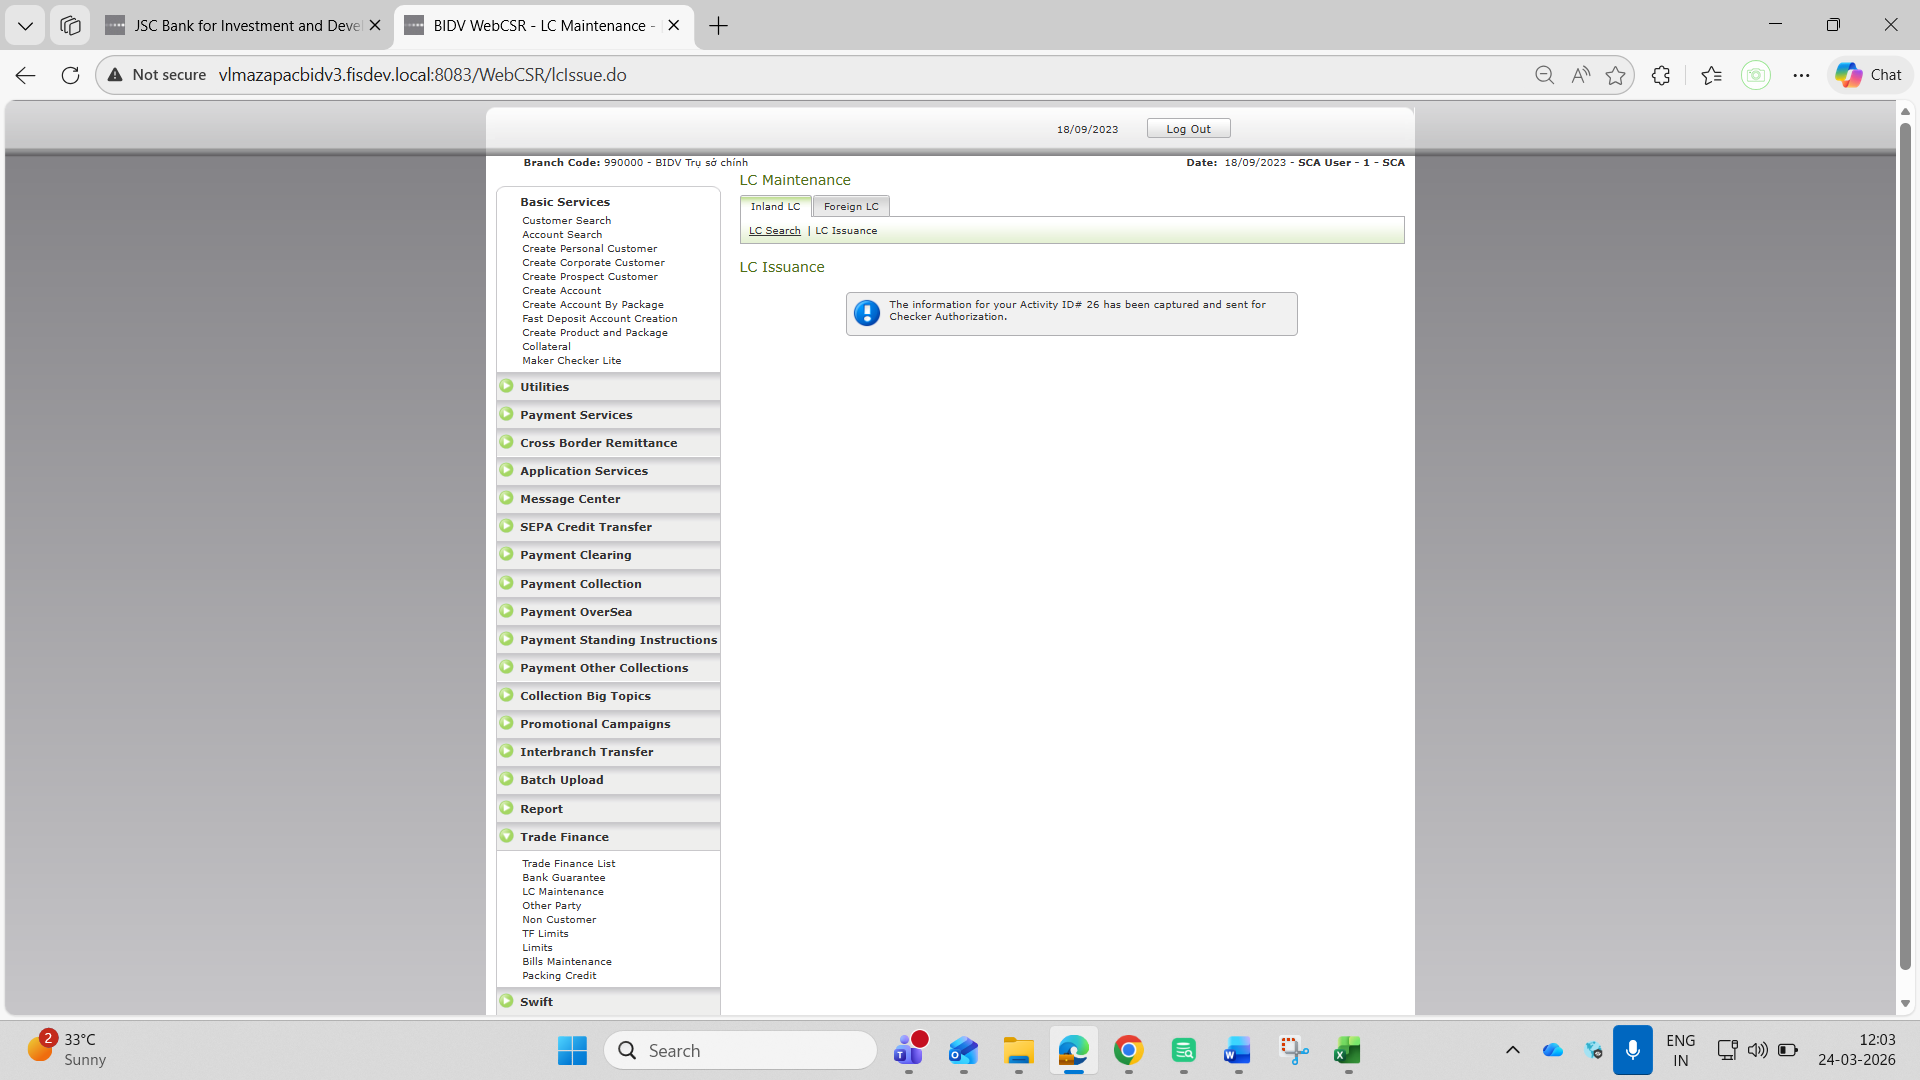 JSC Bank for Investment and Deve
BIDV WebCSR - LC Maintenance -
Not secure
vlmazapacbidv3.fisdev.local:8083/WebCSR/lcIssue.do
Chat
18/09/2023
Log Out
Branch Code: 990000 - BIDV Trụ sở chính
Date: 18/09/2023 - SCA User - 1 - SCA
Basic Services
Customer Search
Account Search
Create Personal Customer
Create Corporate Customer
Create Prospect Customer
Create Account
Create Account By Package
Fast Deposit Account Creation
Create Product and Package
Collateral
Maker Checker Lite
Utilities
Payment Services
Cross Border Remittance
Application Services
Message Center
SEPA Credit Transfer
Payment Clearing
Payment Collection
Payment OverSea
Payment Standing Instructions
Payment Other Collections
Collection Big Topics
Promotional Campaigns
Interbranch Transfer
Batch Upload
Report
Trade Finance
Trade Finance List
Bank Guarantee
LC Maintenance
Other Party
Non Customer
TF Limits
Limits
Bills Maintenance
Packing Credit
Swift
LC Maintenance
Inland LC
Foreign LC
LC Search | LC Issuance
LC Issuance
The information for your Activity ID# 26 has been captured and sent for
Checker Authorization.
2
33°C
Sunny
Search
ENG
IN
12:03
24-03-2026